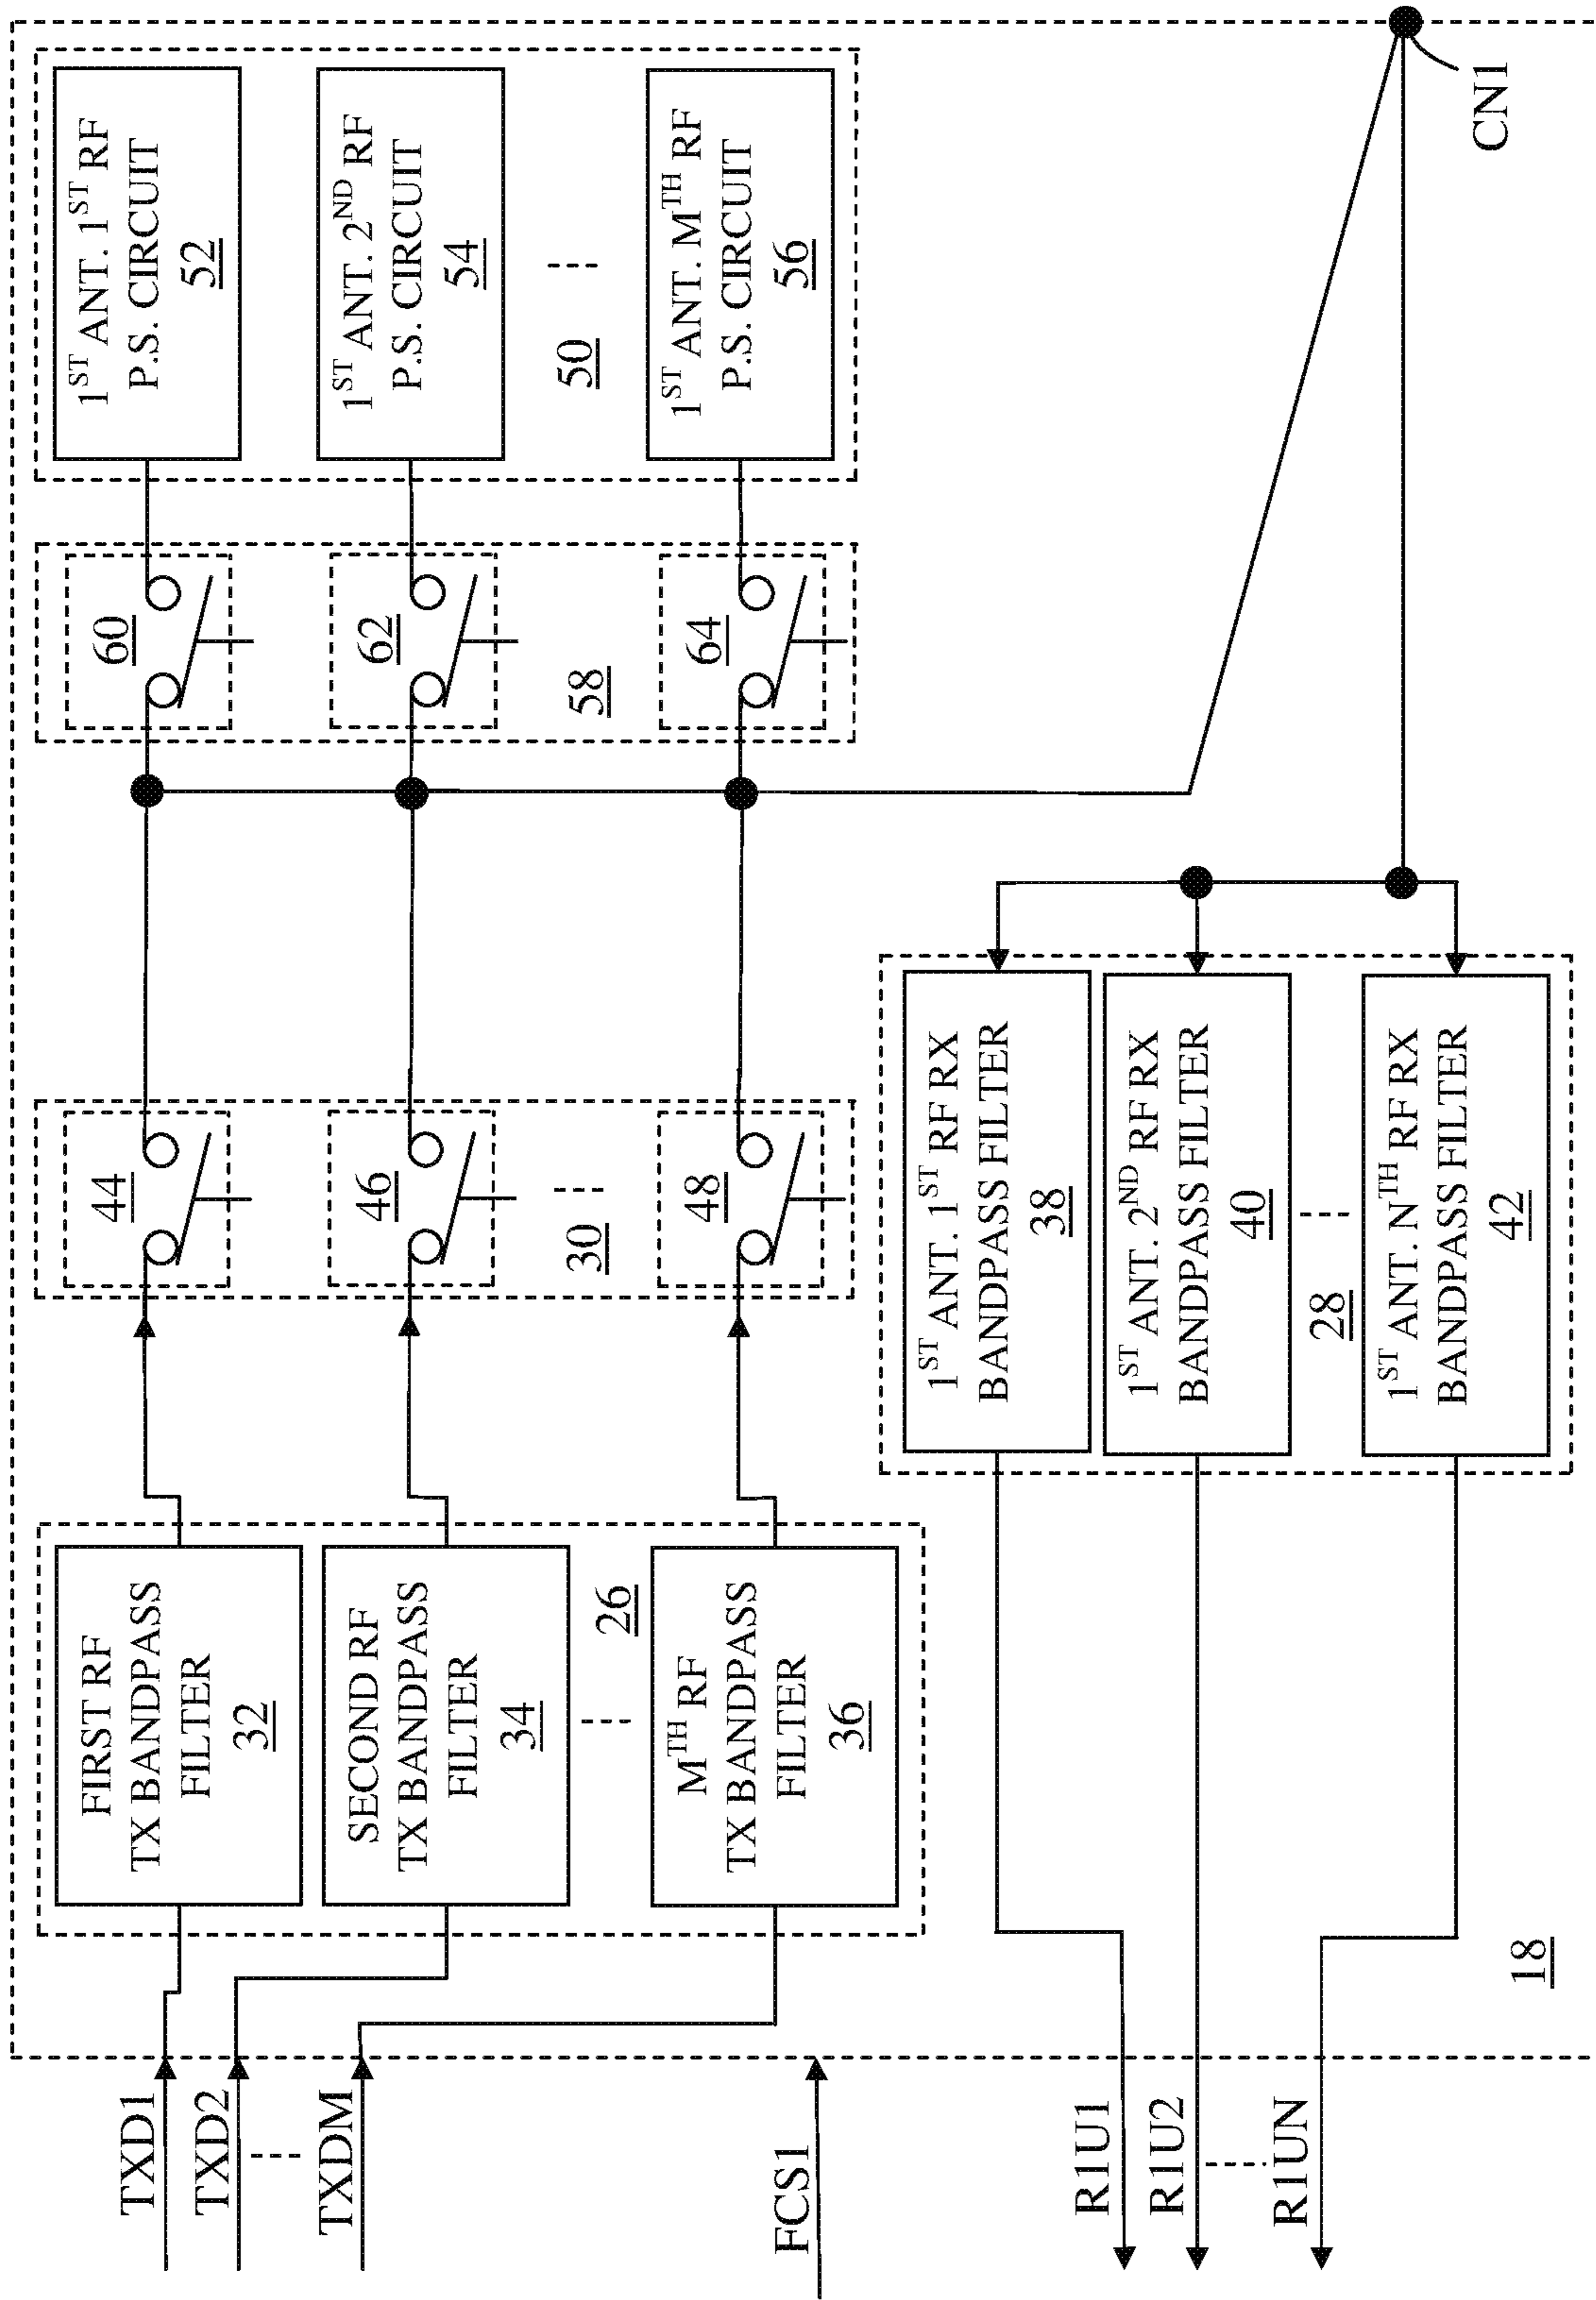 TXD1
TXD2
TXDM
FCS1
R1U1
R1U2
R1UN
18
FIRST RF
TX BANDPASS
FILTER
32
SECOND RF
TX BANDPASS
FILTER
34
26
MTH RF
TX BANDPASS
FILTER
36
44
46
30
48
60
62
58
64
1ST ANT. 1ST RF
P.S. CIRCUIT
52
1ST ANT. 2ND RF
P.S. CIRCUIT
54
50
1ST ANT. MTH RF
P.S. CIRCUIT
56
1ST ANT. 1ST RF RX
BANDPASS FILTER
38
1ST ANT. 2ND RF RX
BANDPASS FILTER
40
28
1ST ANT. NTH RF RX
BANDPASS FILTER
42
CN1